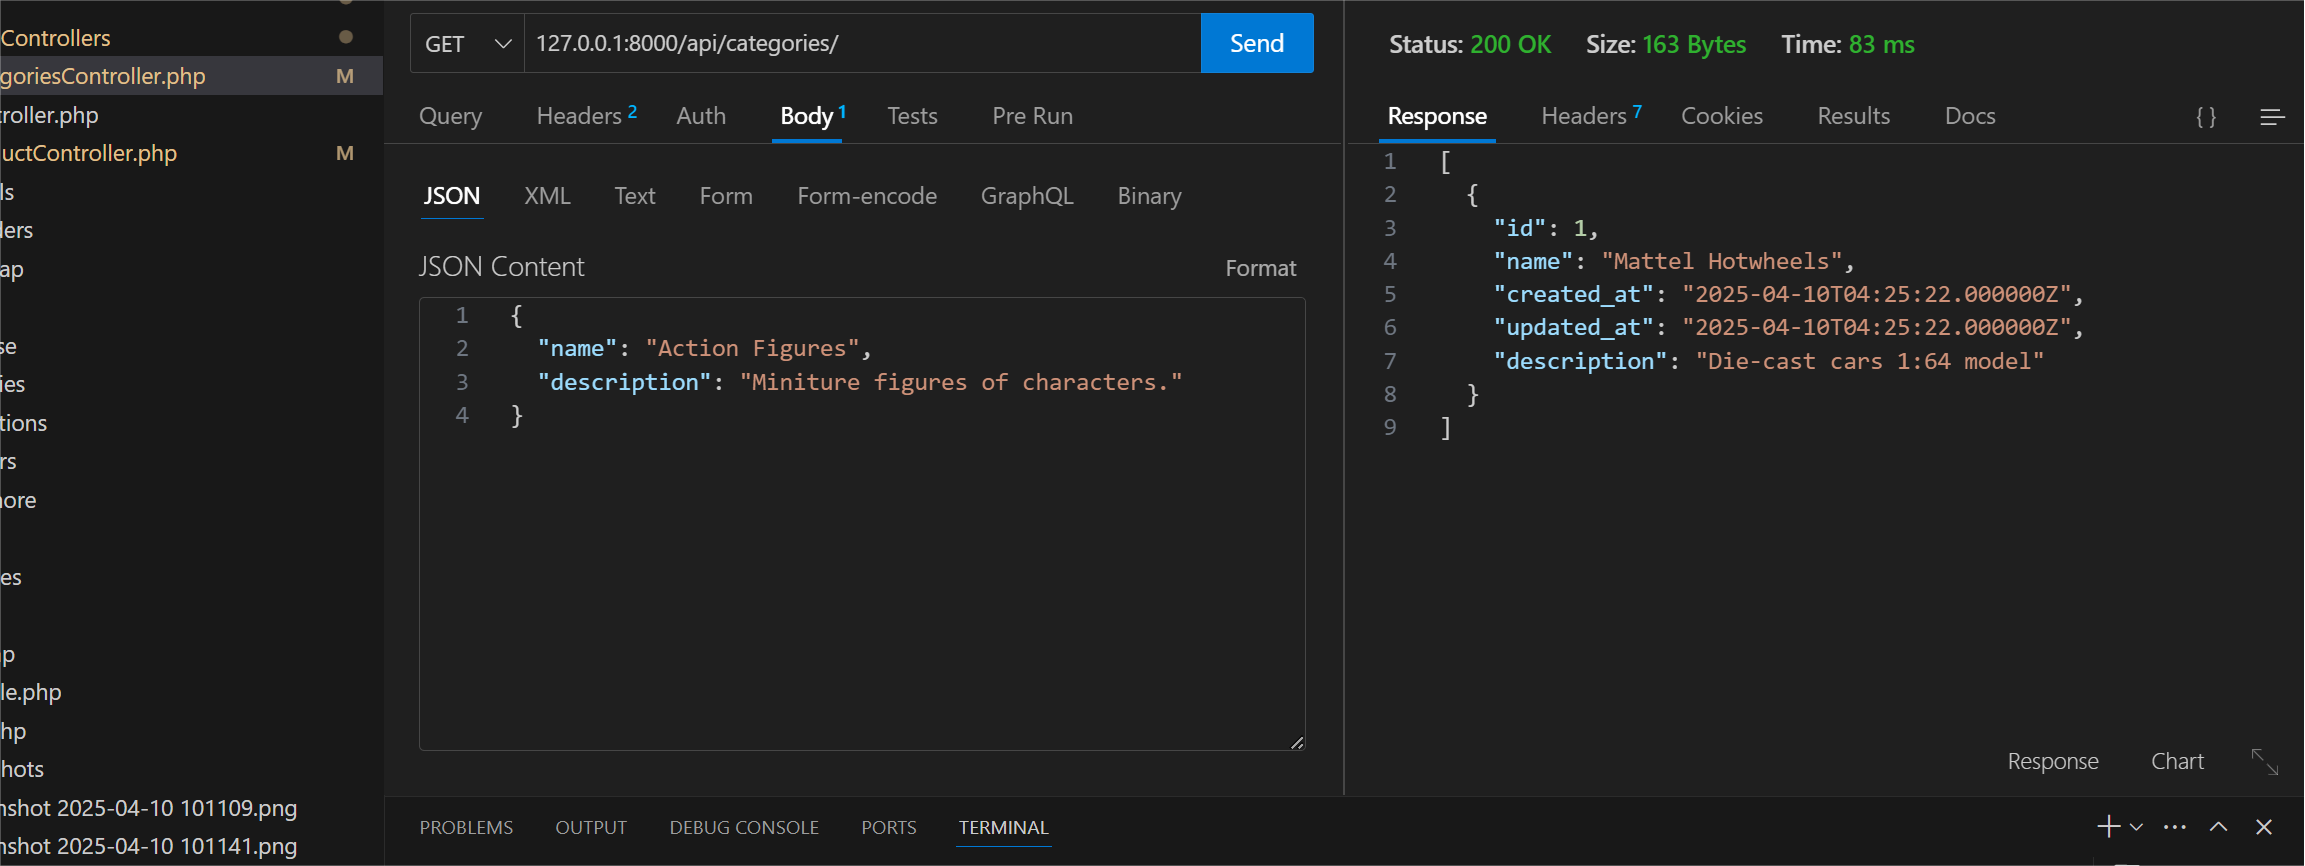 Controllers
goriesController.php M
roller.php
uctController.php M
ls
ders
ap
se
ies
tions
rs
nore
es
p
le.php
hp
hots
nshot 2025-04-10 101109.png
nshot 2025-04-10 101141.png
GET 127.0.0.1:8000/api/categories/ Send
Query Headers 2 Auth Body 1 Tests Pre Run
JSON XML Text Form Form-encode GraphQL Binary
JSON Content Format
1 {
2 "name": "Action Figures",
3 "description": "Miniture figures of characters."
4 }
Status: 200 OK Size: 163 Bytes Time: 83 ms
Response Headers 7 Cookies Results Docs { }
1 [
2 {
3 "id": 1,
4 "name": "Mattel Hotwheels",
5 "created_at": "2025-04-10T04:25:22.000000Z",
6 "updated_at": "2025-04-10T04:25:22.000000Z",
7 "description": "Die-cast cars 1:64 model"
8 }
9 ]
Response Chart
PROBLEMS OUTPUT DEBUG CONSOLE PORTS TERMINAL